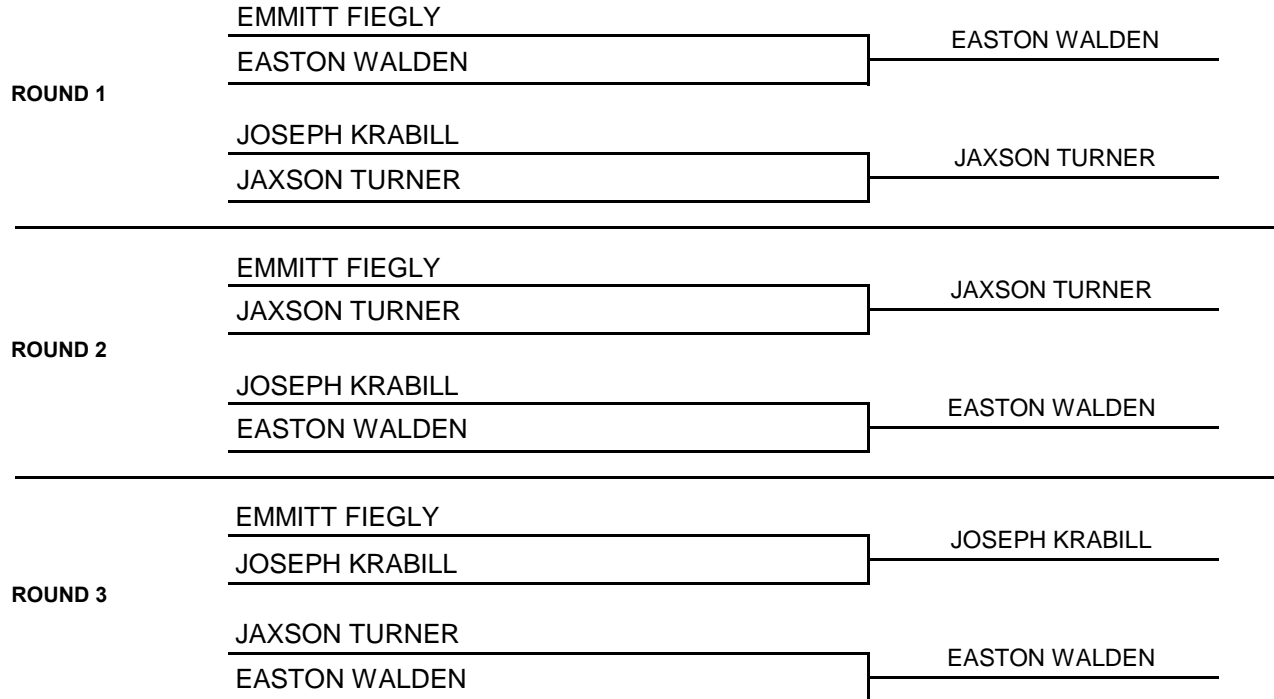 EMMITT FIEGLY
EASTON WALDEN
EASTON WALDEN
ROUND 1
JOSEPH KRABILL
JAXSON TURNER
JAXSON TURNER
EMMITT FIEGLY
JAXSON TURNER
JAXSON TURNER
ROUND 2
JOSEPH KRABILL
EASTON WALDEN
EASTON WALDEN
EMMITT FIEGLY
JOSEPH KRABILL
JOSEPH KRABILL
ROUND 3
JAXSON TURNER
EASTON WALDEN
EASTON WALDEN